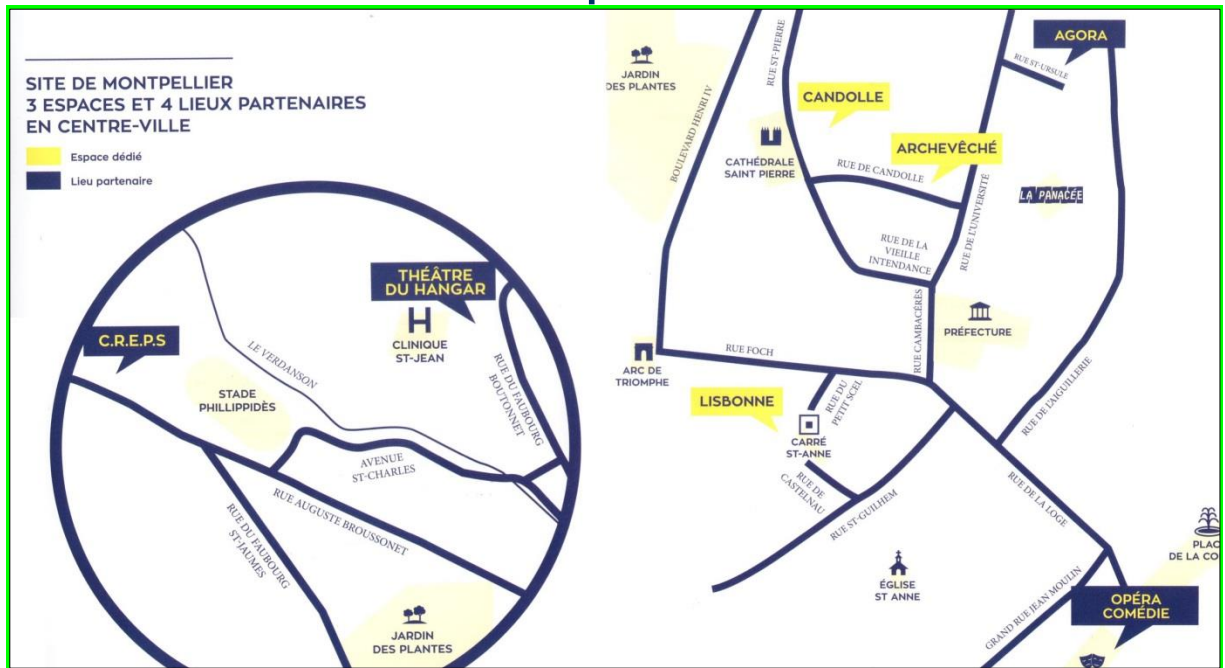 SITE DE MONTPELLIER
3 ESPACES ET 4 LIEUX PARTENAIRES
EN CENTRE-VILLE
Espace dédié
Lieu partenaire
C.R.E.P.S
THÉÂTRE
DU HANGAR
H
CLINIQUE
ST-JEAN
LE VERDANSON
STADE
PHILLIPPIDÈS
RUE DU FAUBOURG
BOUTONNET
AVENUE
ST-CHARLES
RUE AUGUSTE BROUSSONET
RUE DU FAUBOURG
ST-JAUMES
JARDIN
DES PLANTES
JARDIN
DES PLANTES
BOULEVARD HENRI IV
RUE ST-PIERRE
CANDOLLE
CATHÉDRALE
SAINT PIERRE
RUE DE CANDOLLE
ARCHEVÊCHÉ
AGORA
RUE ST-URSULE
LA PANACÉE
RUE DE L'UNIVERSITÉ
RUE DE LA
VIEILLE
INTENDANCE
PRÉFECTURE
RUE CAMBACÉRÈS
ARC DE
TRIOMPHE
RUE FOCH
LISBONNE
RUE DU
PETIT SCEL
CARRÉ
ST-ANNE
RUE DE
CASTELNAU
RUE ST-GUILHEM
RUE DE L'AIGUILLERIE
RUE DE LA LOGE
ÉGLISE
ST ANNE
PLAC
DE LA CO
GRAND RUE JEAN MOULIN
OPÉRA
COMÉDIE